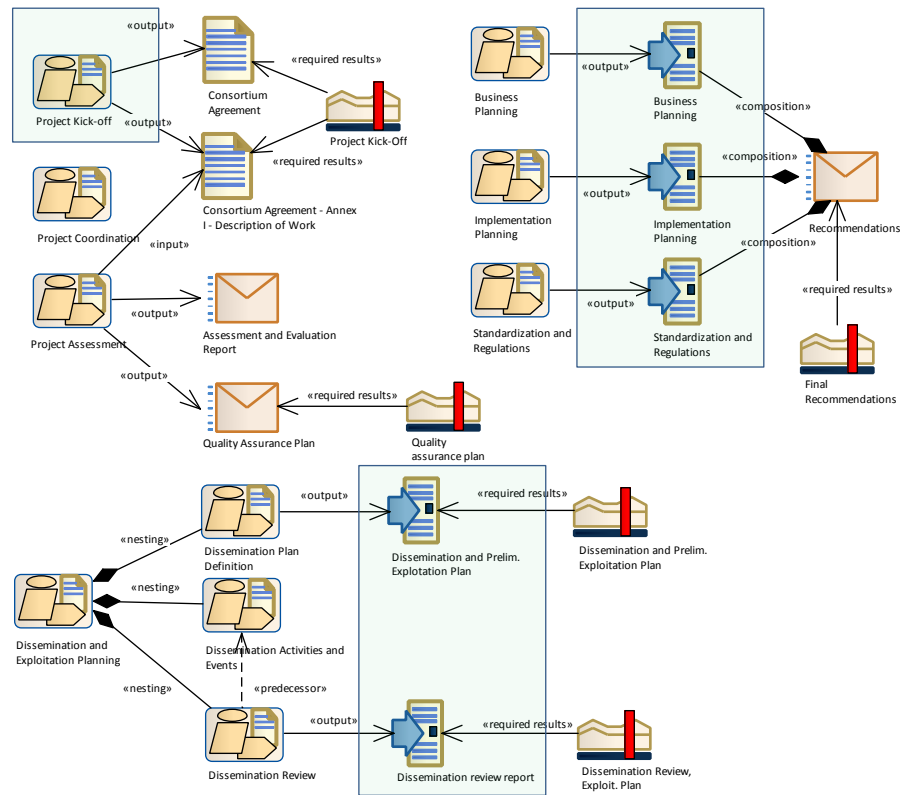 «output»
Project Kick-off
«output»
Consortium
Agreement
«required results»
Project Kick-Off
«required results»
Consortium Agreement - Annex
I - Description of Work
Project Coordination
«input»
Project Assessment
«output»
Assessment and Evaluation
Report
«output»
Quality Assurance Plan
«required results»
Quality
assurance plan
Business
Planning
«output»
Business
Planning
«composition»
Implementation
Planning
«output»
Implementation
Planning
«composition»
Recommendations
Standardization and
Regulations
«output»
Standardization and
Regulations
«composition»
«required results»
Final
Recommendations
Dissemination and
Exploitation Planning
«nesting»
Dissemination Plan
Definition
«output»
Dissemination and Prelim.
Explotation Plan
«required results»
Dissemination and Prelim.
Exploitation Plan
«nesting»
Dissemination Activities and
Events
«nesting»
«predecessor»
Dissemination Review
«output»
Dissemination review report
«required results»
Dissemination Review,
Exploit. Plan